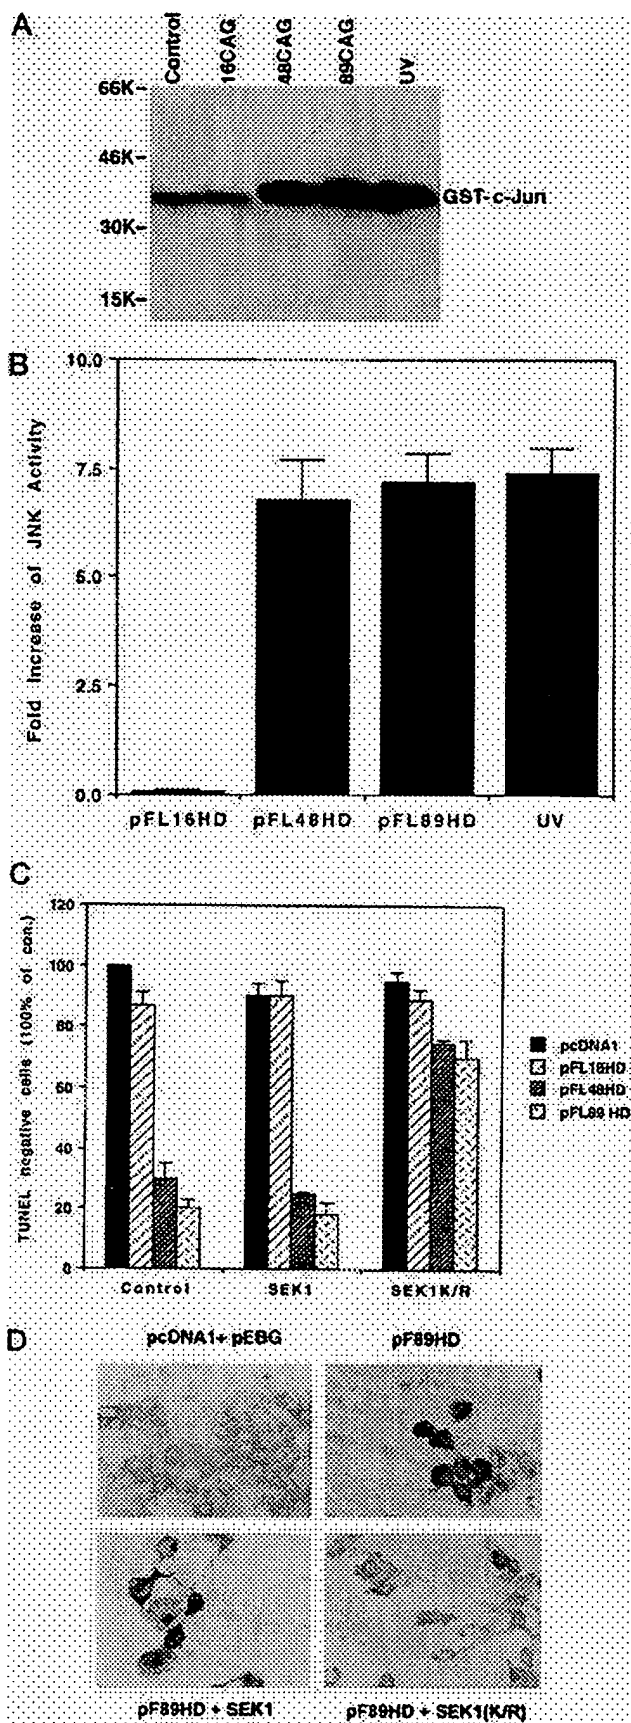 A
Control
16CAG
48CAG
89CAG
UV
66K-
46K-
30K-
15K-
GST-c-Jun
B
Fold Increase of JNK Activity
10.0
7.5
5.0
2.5
0.0
pFL16HD
pFL48HD
pFL89HD
UV
C
TUNEL negative cells (100% of con.)
120
100
80
60
40
20
0
Control
SEK1
SEK1K/R
pcDNA1
pFL16HD
pFL48HD
pFL89 HD
D
pcDNA1+ pEBG
pF89HD
pF89HD + SEK1
pF89HD + SEK1(K/R)